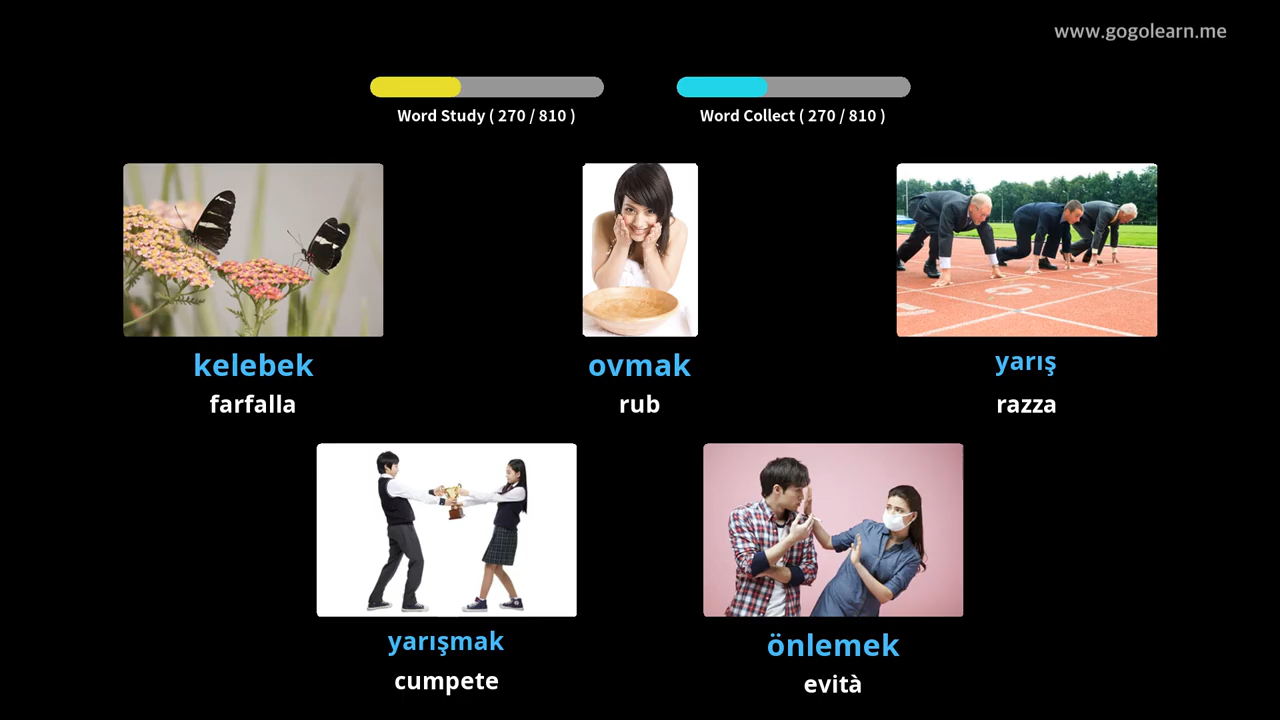 www.gogolearn.me
Word Study ( 270 / 810 )
Word Collect ( 270 / 810 )
kelebek
farfalla
ovmak
rub
yarış
razza
yarışmak
cumpete
önlemek
evità